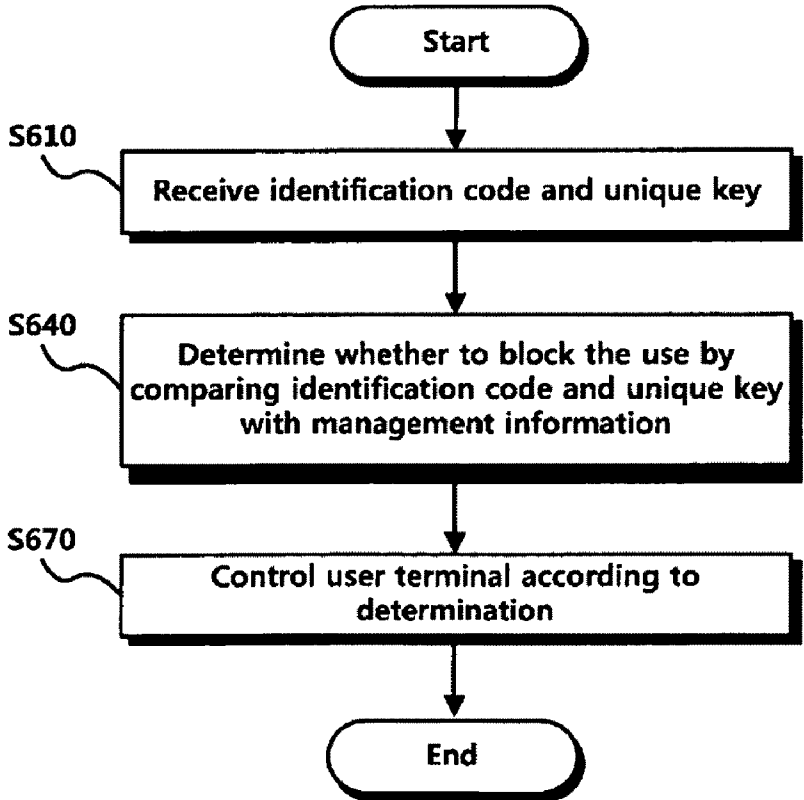 Start
S610
Receive identification code and unique key
S640
Determine whether to block the use by
comparing identification code and unique key
with management information
S670
Control user terminal according to
determination
End